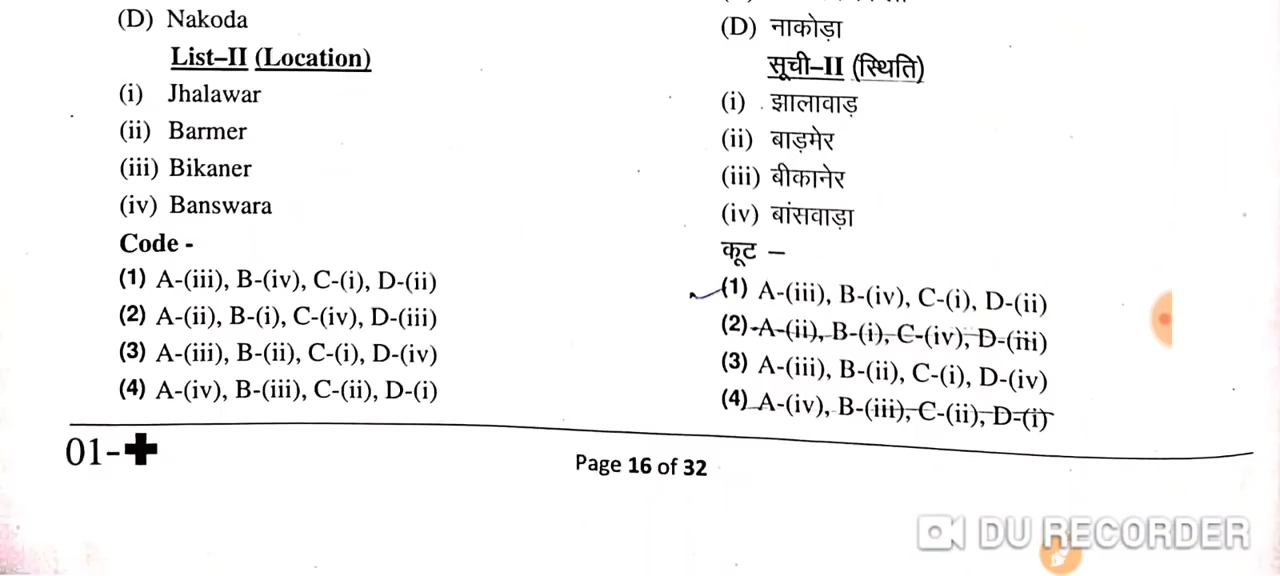 (D) Nakoda
List–II (Location)
(i) Jhalawar
(ii) Barmer
(iii) Bikaner
(iv) Banswara
Code -
(1) A-(iii), B-(iv), C-(i), D-(ii)
(2) A-(ii), B-(i), C-(iv), D-(iii)
(3) A-(iii), B-(ii), C-(i), D-(iv)
(4) A-(iv), B-(iii), C-(ii), D-(i)
(D) नाकोड़ा
सूची–II (स्थिति)
(i) झालावाड़
(ii) बाड़मेर
(iii) बीकानेर
(iv) बांसवाड़ा
कूट –
(1) A-(iii), B-(iv), C-(i), D-(ii)
(2) A-(ii), B-(i), C-(iv), D-(iii)
(3) A-(iii), B-(ii), C-(i), D-(iv)
(4) A-(iv), B-(iii), C-(ii), D-(i)
01-✚
Page 16 of 32
DU RECORDER